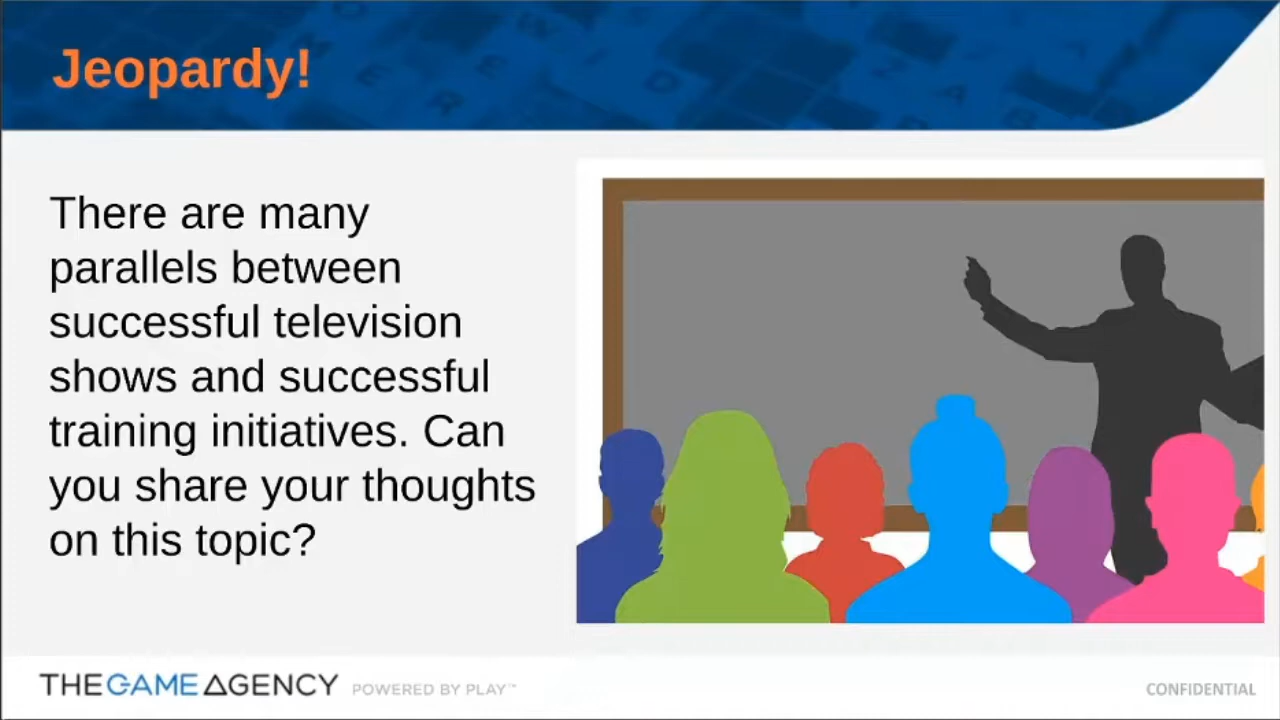 Jeopardy!
There are many
parallels between
successful television
shows and successful
training initiatives. Can
you share your thoughts
on this topic?
THEGAMEAGENCY POWERED BY PLAY™
CONFIDENTIAL